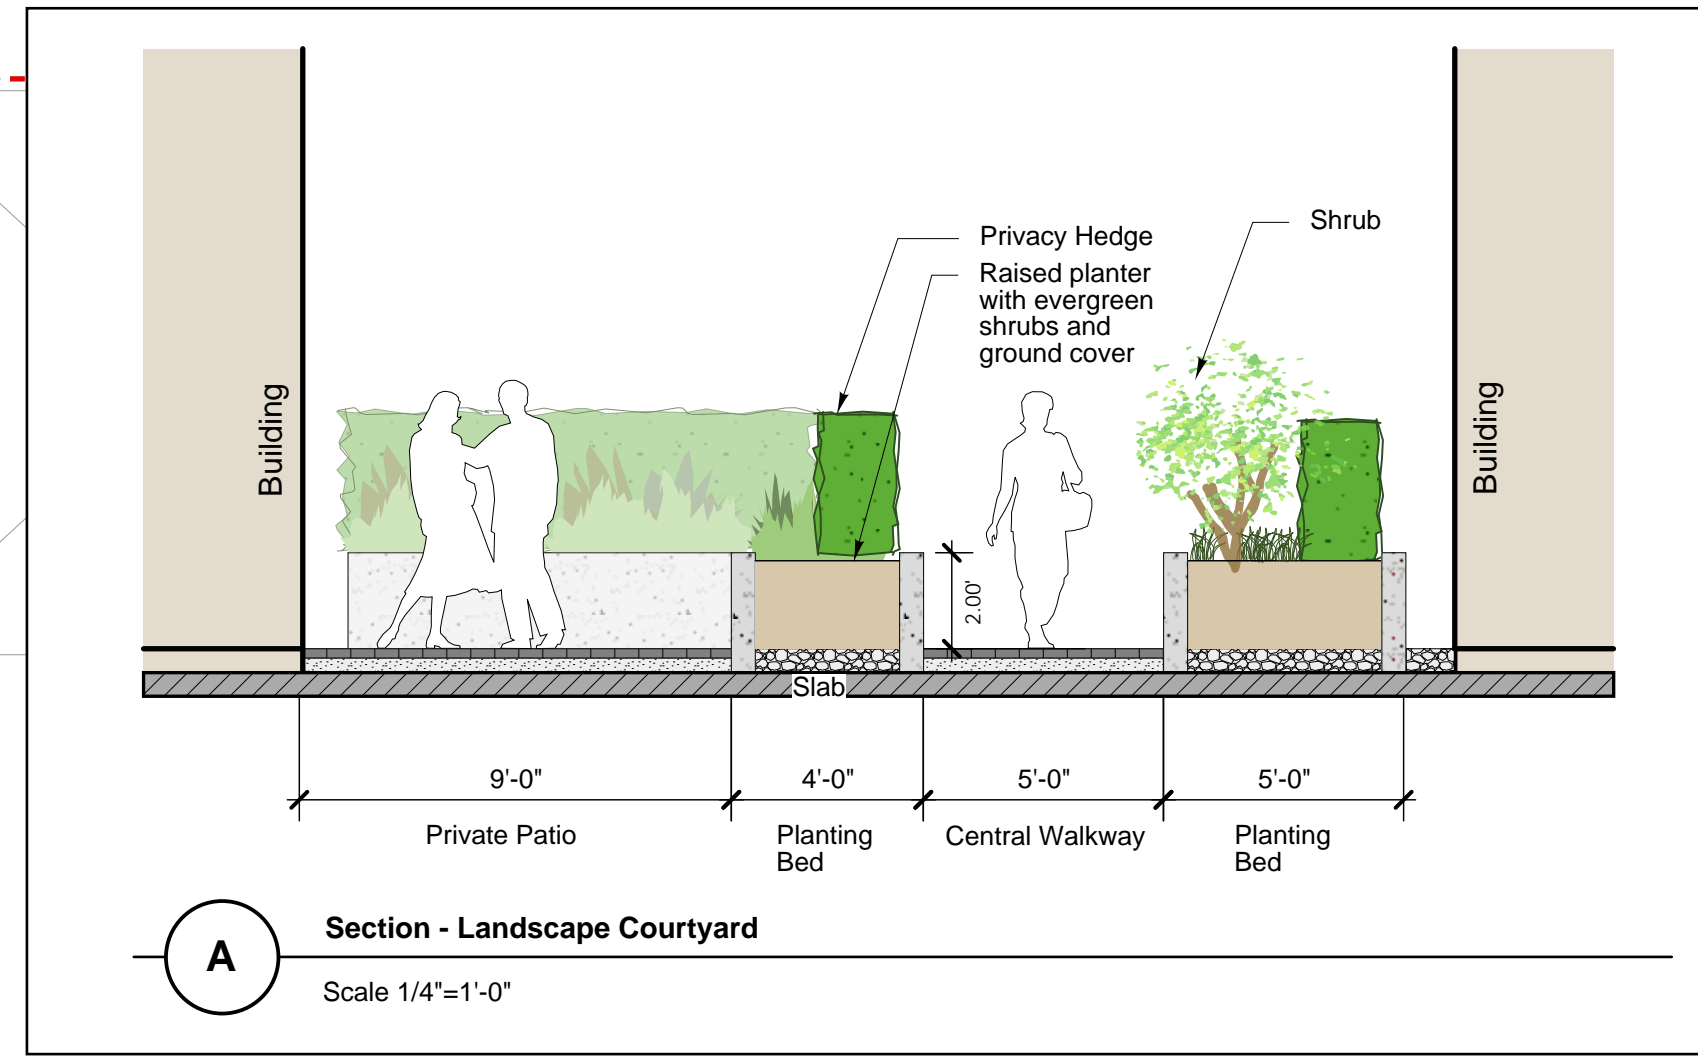 Privacy Hedge
Raised planter
with evergreen
shrubs and
ground cover
Shrub
Building
Building
2.00'
Slab
9'-0"
4'-0"
5'-0"
5'-0"
Private Patio
Planting
Bed
Central Walkway
Planting
Bed
A
Section - Landscape Courtyard
Scale 1/4"=1'-0"